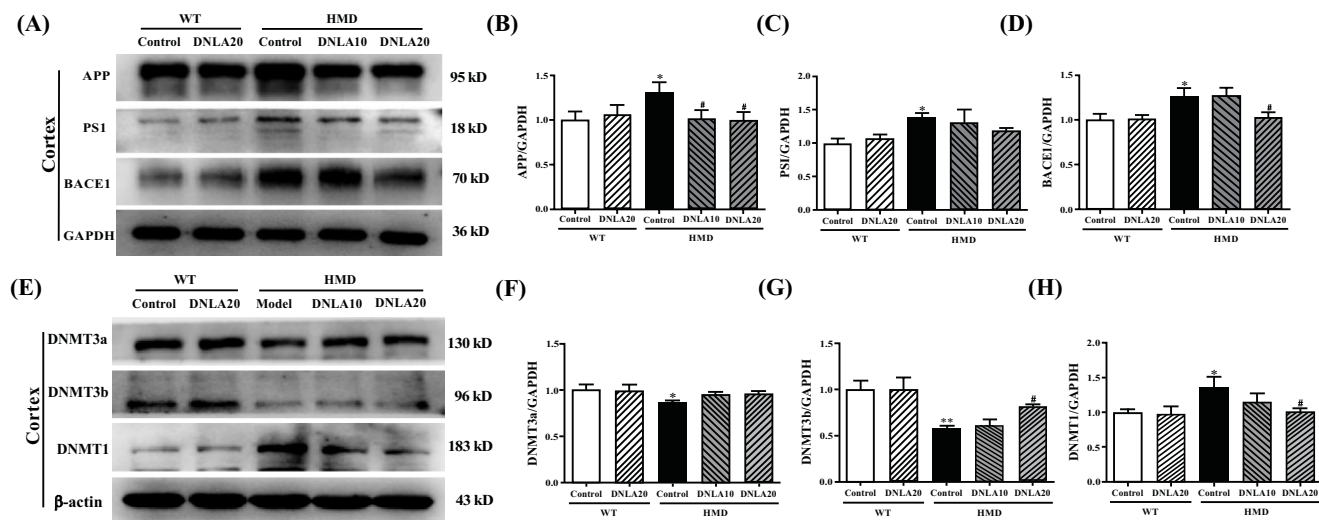 (A)
WT
HMD
Control DNLA20 Control DNLA10 DNLA20
Cortex
APP 95 kD
PS1 18 kD
BACE1 70 kD
GAPDH 36 kD
(B)
APP/GAPDH
1.5
1.0
0.5
0.0
*
#
#
Control DNLA20 Control DNLA10 DNLA20
WT HMD
(C)
PS1/GAPDH
2.0
1.5
1.0
0.5
0.0
*
Control DNLA20 Control DNLA10 DNLA20
WT HMD
(D)
BACE1/GAPDH
1.5
1.0
0.5
0.0
*
#
Control DNLA20 Control DNLA10 DNLA20
WT HMD
(E)
WT
HMD
Control DNLA20 Model DNLA10 DNLA20
Cortex
DNMT3a 130 kD
DNMT3b 96 kD
DNMT1 183 kD
β-actin 43 kD
(F)
DNMT3a/GAPDH
1.5
1.0
0.5
0.0
*
Control DNLA20 Control DNLA10 DNLA20
WT HMD
(G)
DNMT3b/GAPDH
1.5
1.0
0.5
0.0
**
#
Control DNLA20 Control DNLA10 DNLA20
WT HMD
(H)
DNMT1/GAPDH
2.0
1.5
1.0
0.5
0.0
*
#
Control DNLA20 Control DNLA10 DNLA20
WT HMD